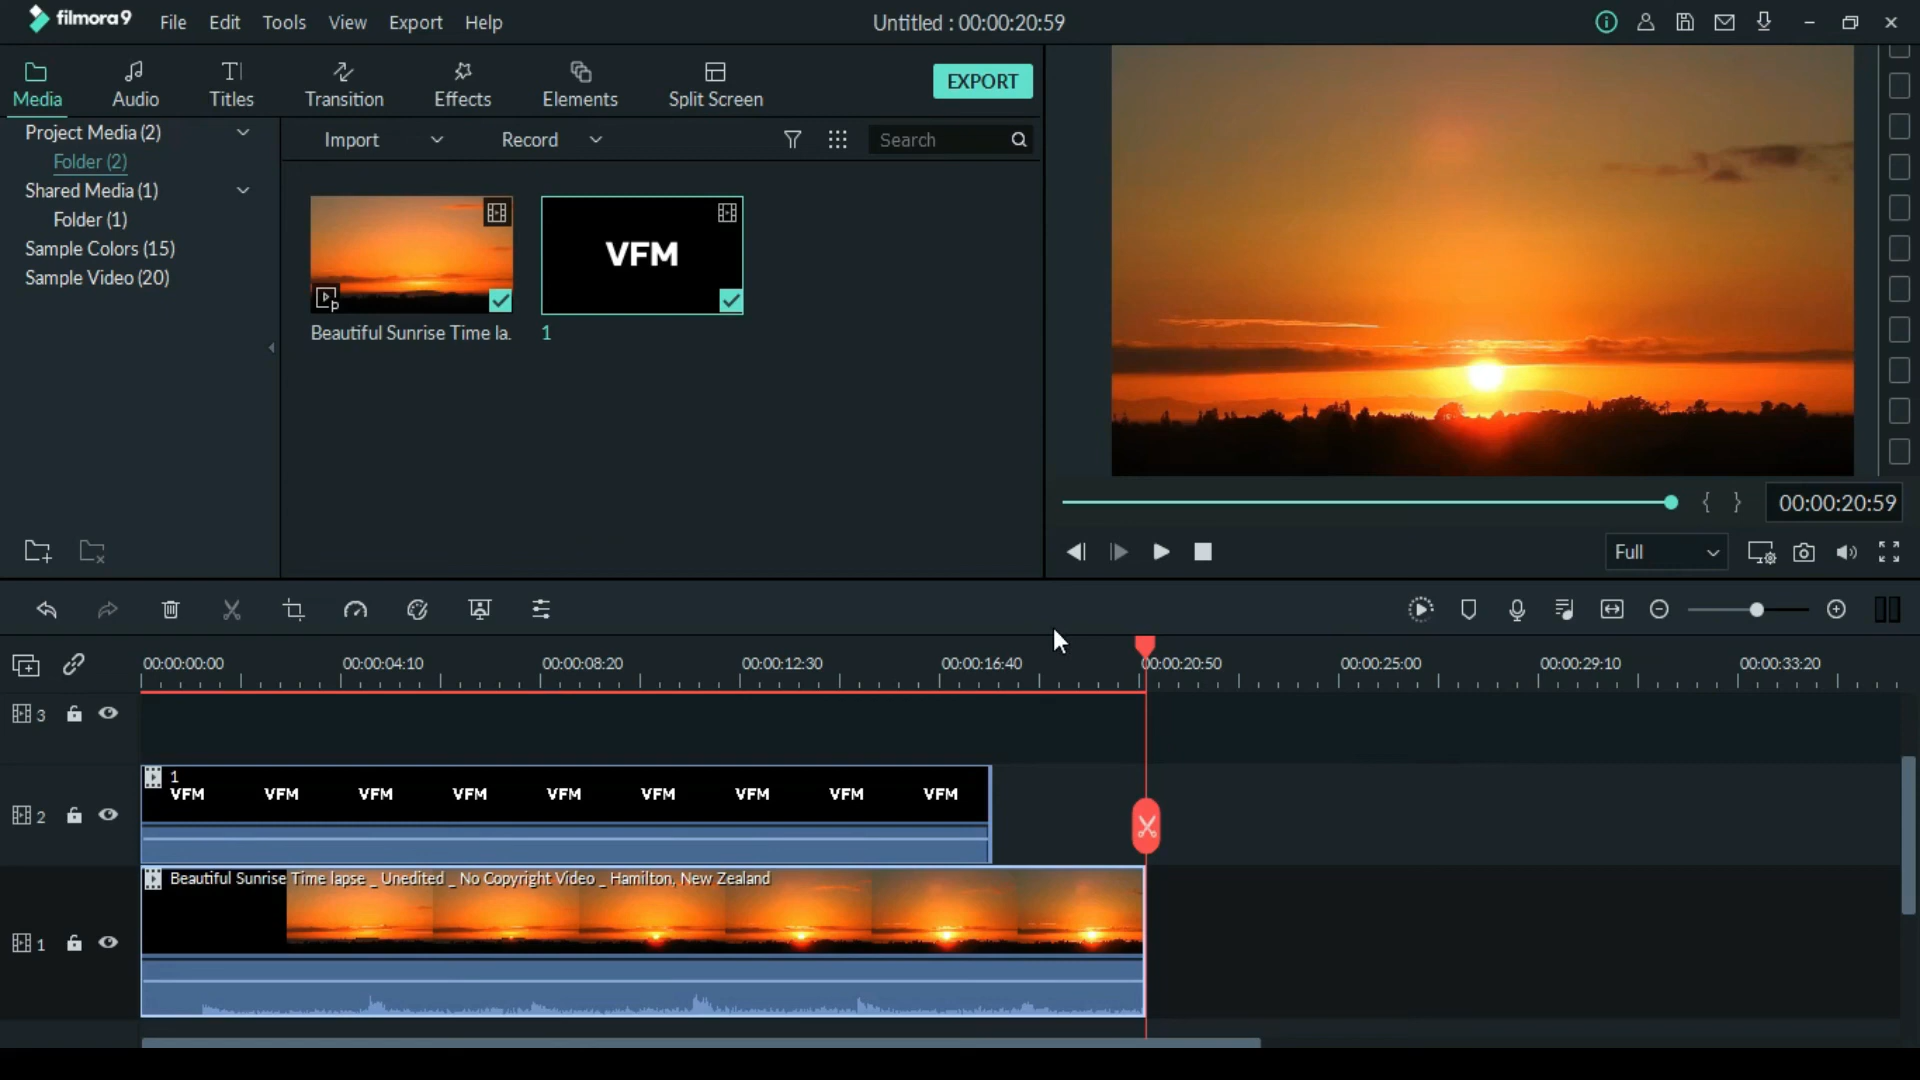 filmora9 File Edit Tools View Export Help Untitled : 00:00:20:59
Media Audio Titles Transition Effects Elements Split Screen EXPORT
Project Media (2)
Folder (2)
Shared Media (1)
Folder (1)
Sample Colors (15)
Sample Video (20)
Import Record Search
VFM
Beautiful Sunrise Time la. 1
00:00:20:59
Full
00:00:00:00 00:00:04:10 00:00:08:20 00:00:12:30 00:00:16:40 00:00:20:50 00:00:25:00 00:00:29:10 00:00:33:20
3
1
VFM VFM VFM VFM VFM VFM VFM VFM VFM
2
Beautiful Sunrise Time lapse _ Unedited _ No Copyright Video _ Hamilton, New Zealand
1